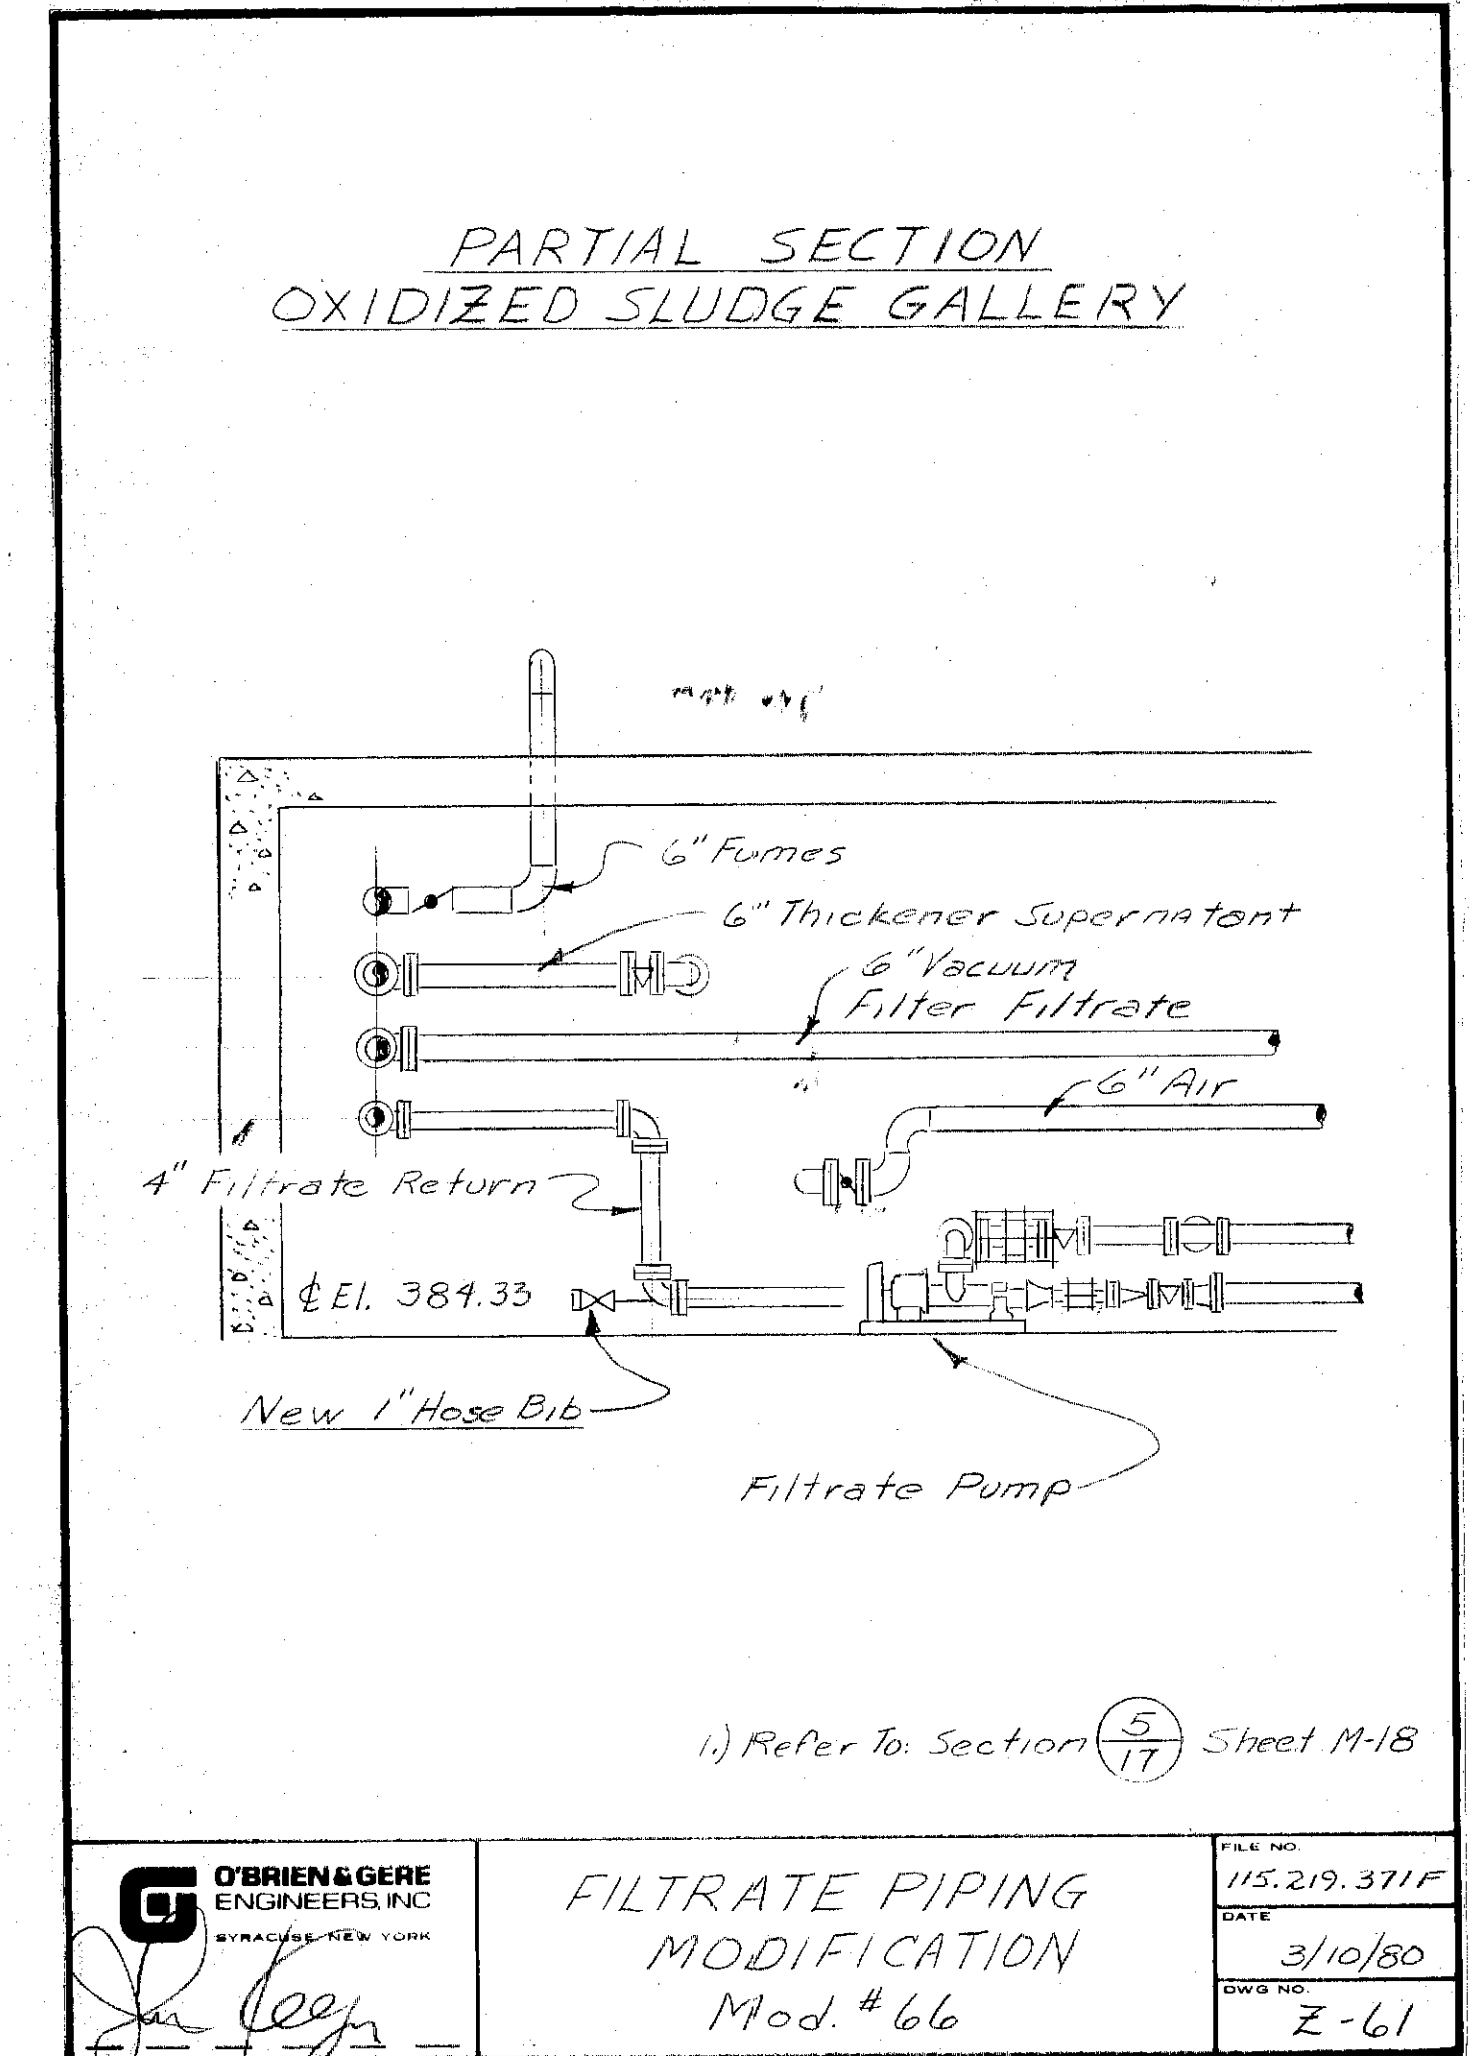 PARTIAL SECTION
OXIDIZED SLUDGE GALLERY
6" Fumes
6" Thickener Supernatant
6" Vacuum
Filter Filtrate
6" Air
4" Filtrate Return
℄ El. 384.33
New 1" Hose Bib
Filtrate Pump
1.) Refer To: Section 5/17 Sheet M-18
O'BRIEN & GERE
ENGINEERS, INC
SYRACUSE, NEW YORK
FILTRATE PIPING
MODIFICATION
Mod. #66
FILE NO.
115.219.371F
DATE
3/10/80
DWG NO.
Z-61